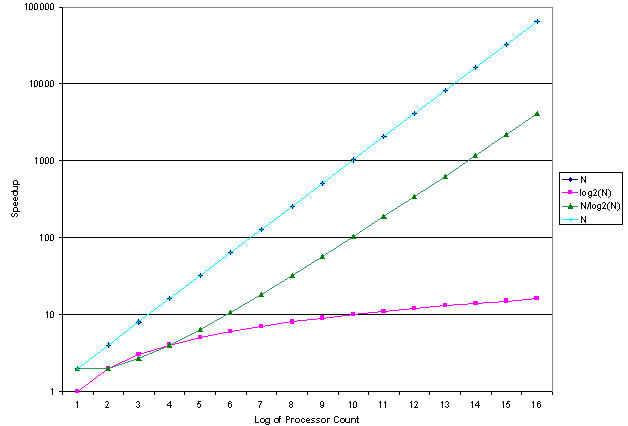 100000
10000
1000
100
10
1
Speedup
1 2 3 4 5 6 7 8 9 10 11 12 13 14 15 16
Log of Processor Count
N
log2(N)
N/log2(N)
N